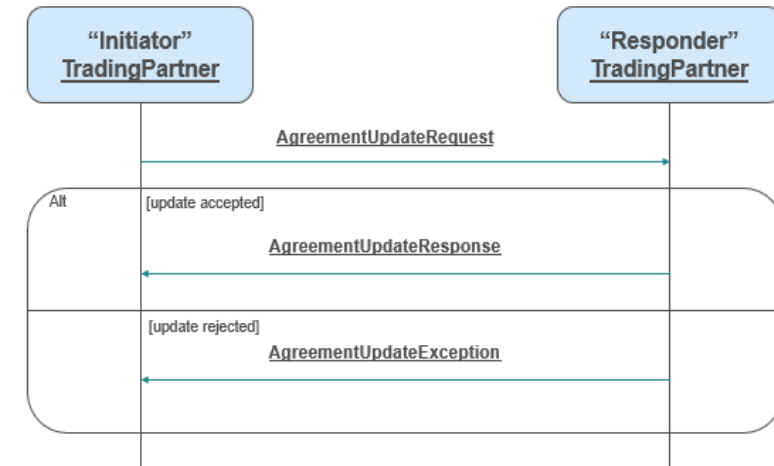 “Initiator”
TradingPartner
“Responder”
TradingPartner
AgreementUpdateRequest
Alt
[update accepted]
AgreementUpdateResponse
[update rejected]
AgreementUpdateException